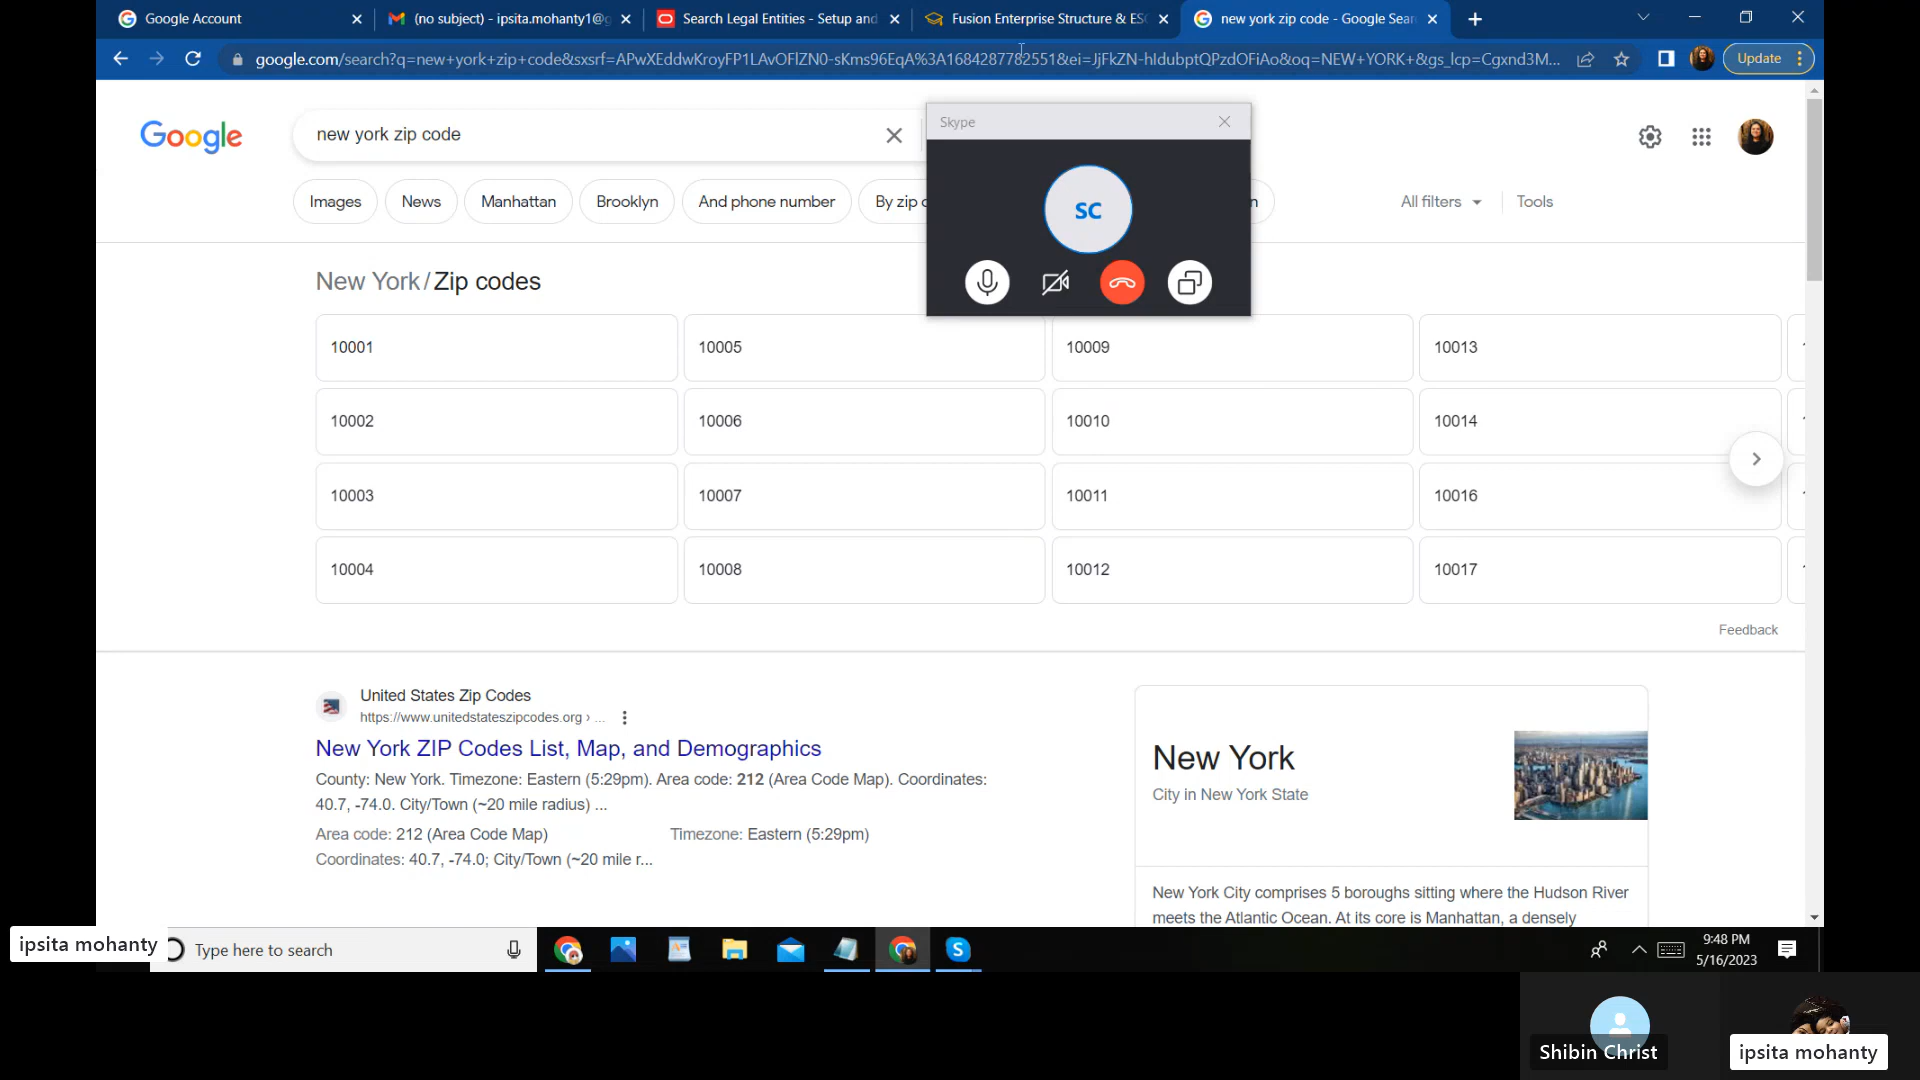 Google Account
(no subject) - ipsita.mohanty1@g
Search Legal Entities - Setup and
Fusion Enterprise Structure & ESC
new york zip code - Google Sear
google.com/search?q=new+york+zip+code&sxsrf=APwXEddwKroyFP1LAvOFlZN0-sKms96EqA%3A1684287782551&ei=JjFkZN-hIdubptQPzdOFiAo&oq=NEW+YORK+&gs_lcp=Cgxnd3M...
Update
Google
new york zip code
Skype
SC
Images
News
Manhattan
Brooklyn
And phone number
By zip
All filters
Tools
New York/Zip codes
10001
10005
10009
10013
10002
10006
10010
10014
10003
10007
10011
10016
10004
10008
10012
10017
Feedback
United States Zip Codes
https://www.unitedstateszipcodes.org › ...
New York ZIP Codes List, Map, and Demographics
County: New York. Timezone: Eastern (5:29pm). Area code: 212 (Area Code Map). Coordinates:
40.7, -74.0. City/Town (~20 mile radius) ...
Area code: 212 (Area Code Map)
Timezone: Eastern (5:29pm)
Coordinates: 40.7, -74.0; City/Town (~20 mile r...
New York
City in New York State
New York City comprises 5 boroughs sitting where the Hudson River
meets the Atlantic Ocean. At its core is Manhattan, a densely
ipsita mohanty
Type here to search
9:48 PM
5/16/2023
Shibin Christ
ipsita mohanty